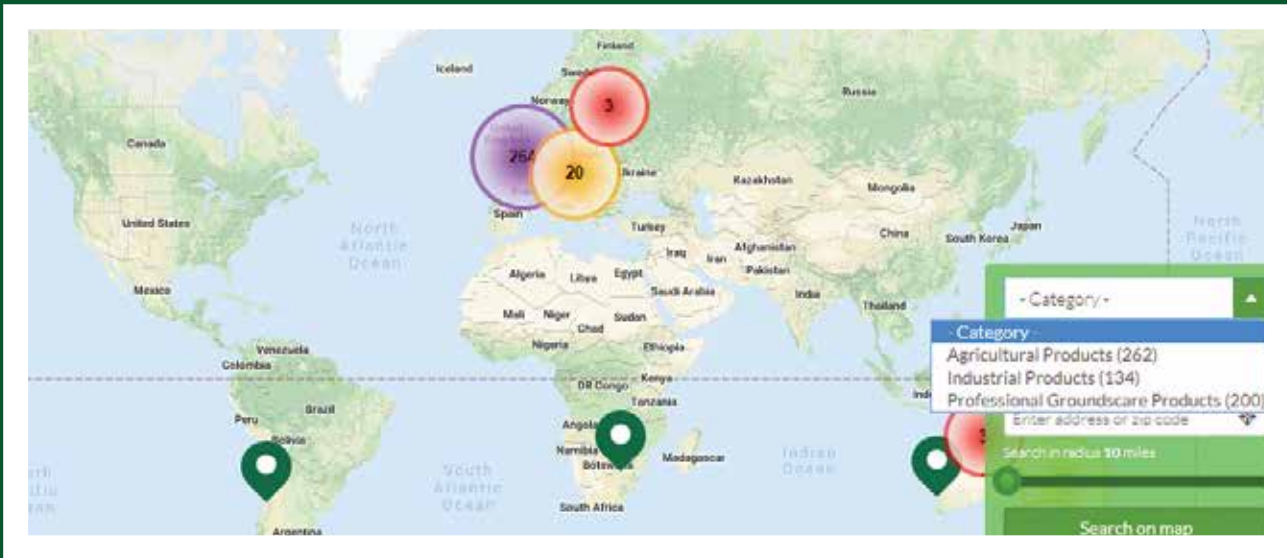 Finland
Iceland
Norway
3
Russia
Canada
264
20
Ukraine
Kazakhstan
Mongolia
Spain
United States
North
Atlantic
Ocean
Turkey
China
South Korea
Japan
North
Pacific
Ocean
Iraq
Iran
Afghanistan
Pakistan
Algeria
Libya
Egypt
Saudi Arabia
India
Mexico
Thailand
Mali
Niger
Chad
Sudan
Nigeria
Ethiopia
Venezuela
Colombia
DR Congo
Kenya
Tanzania
Peru
Brazil
Bolivia
Angola
Namibia
Madagascar
South
Atlantic
Ocean
Indian
Ocean
South Africa
Argentina
- Category -
- Category -
Agricultural Products (262)
Industrial Products (134)
Professional Groundscare Products (200)
Enter address or zip code
Search in radius 10 miles
Search on map